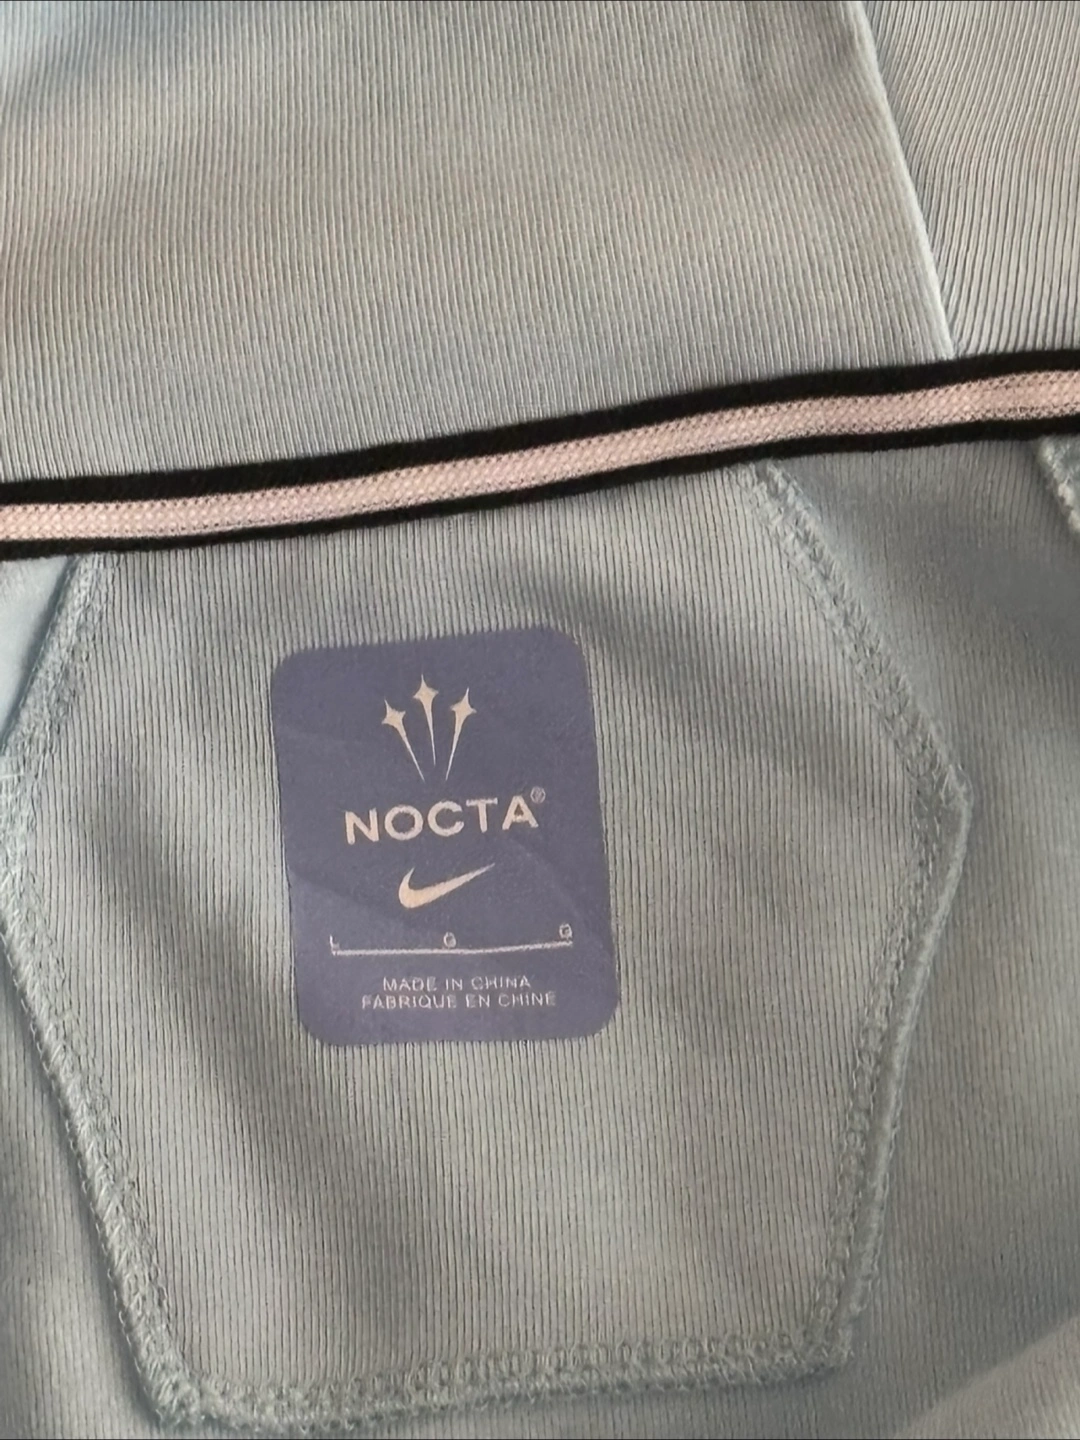 NOCTA®
L G G
MADE IN CHINA
FABRIQUE EN CHINE